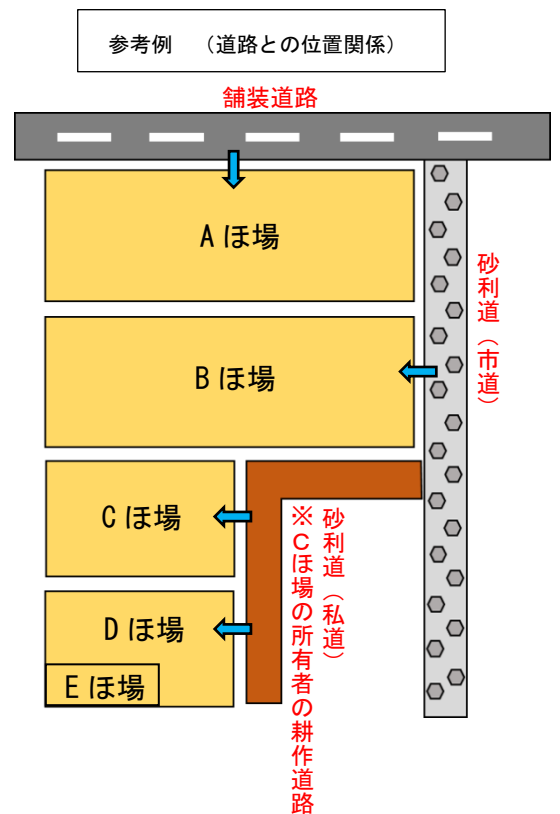 参考例　（道路との位置関係）
舗装道路
Aほ場
砂利道（市道）
Bほ場
Cほ場
砂利道（私道）
※Cほ場の所有者の耕作道路
Dほ場
Eほ場